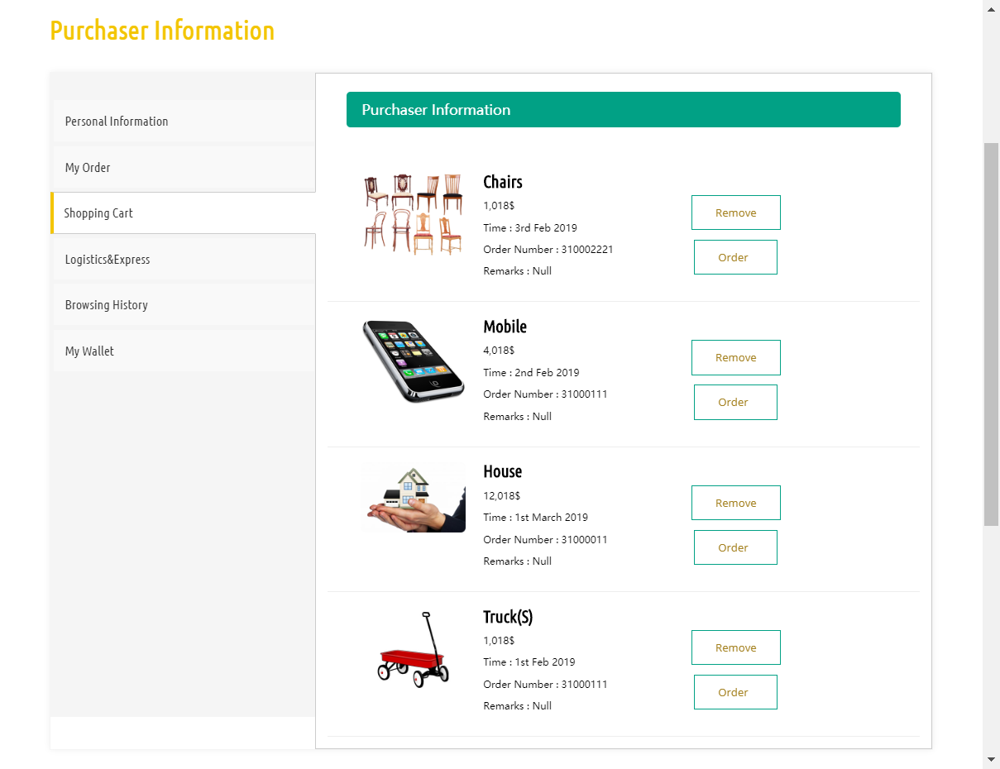 Purchaser Information
Personal Information
My Order
Shopping Cart
Logistics&Express
Browsing History
My Wallet
Purchaser Information
Chairs
1,018$
Time : 3rd Feb 2019
Order Number : 310002221
Remarks : Null
Remove
Order
Mobile
4,018$
Time : 2nd Feb 2019
Order Number : 31000111
Remarks : Null
Remove
Order
House
12,018$
Time : 1st March 2019
Order Number : 31000011
Remarks : Null
Remove
Order
Truck(S)
1,018$
Time : 1st Feb 2019
Order Number : 31000111
Remarks : Null
Remove
Order